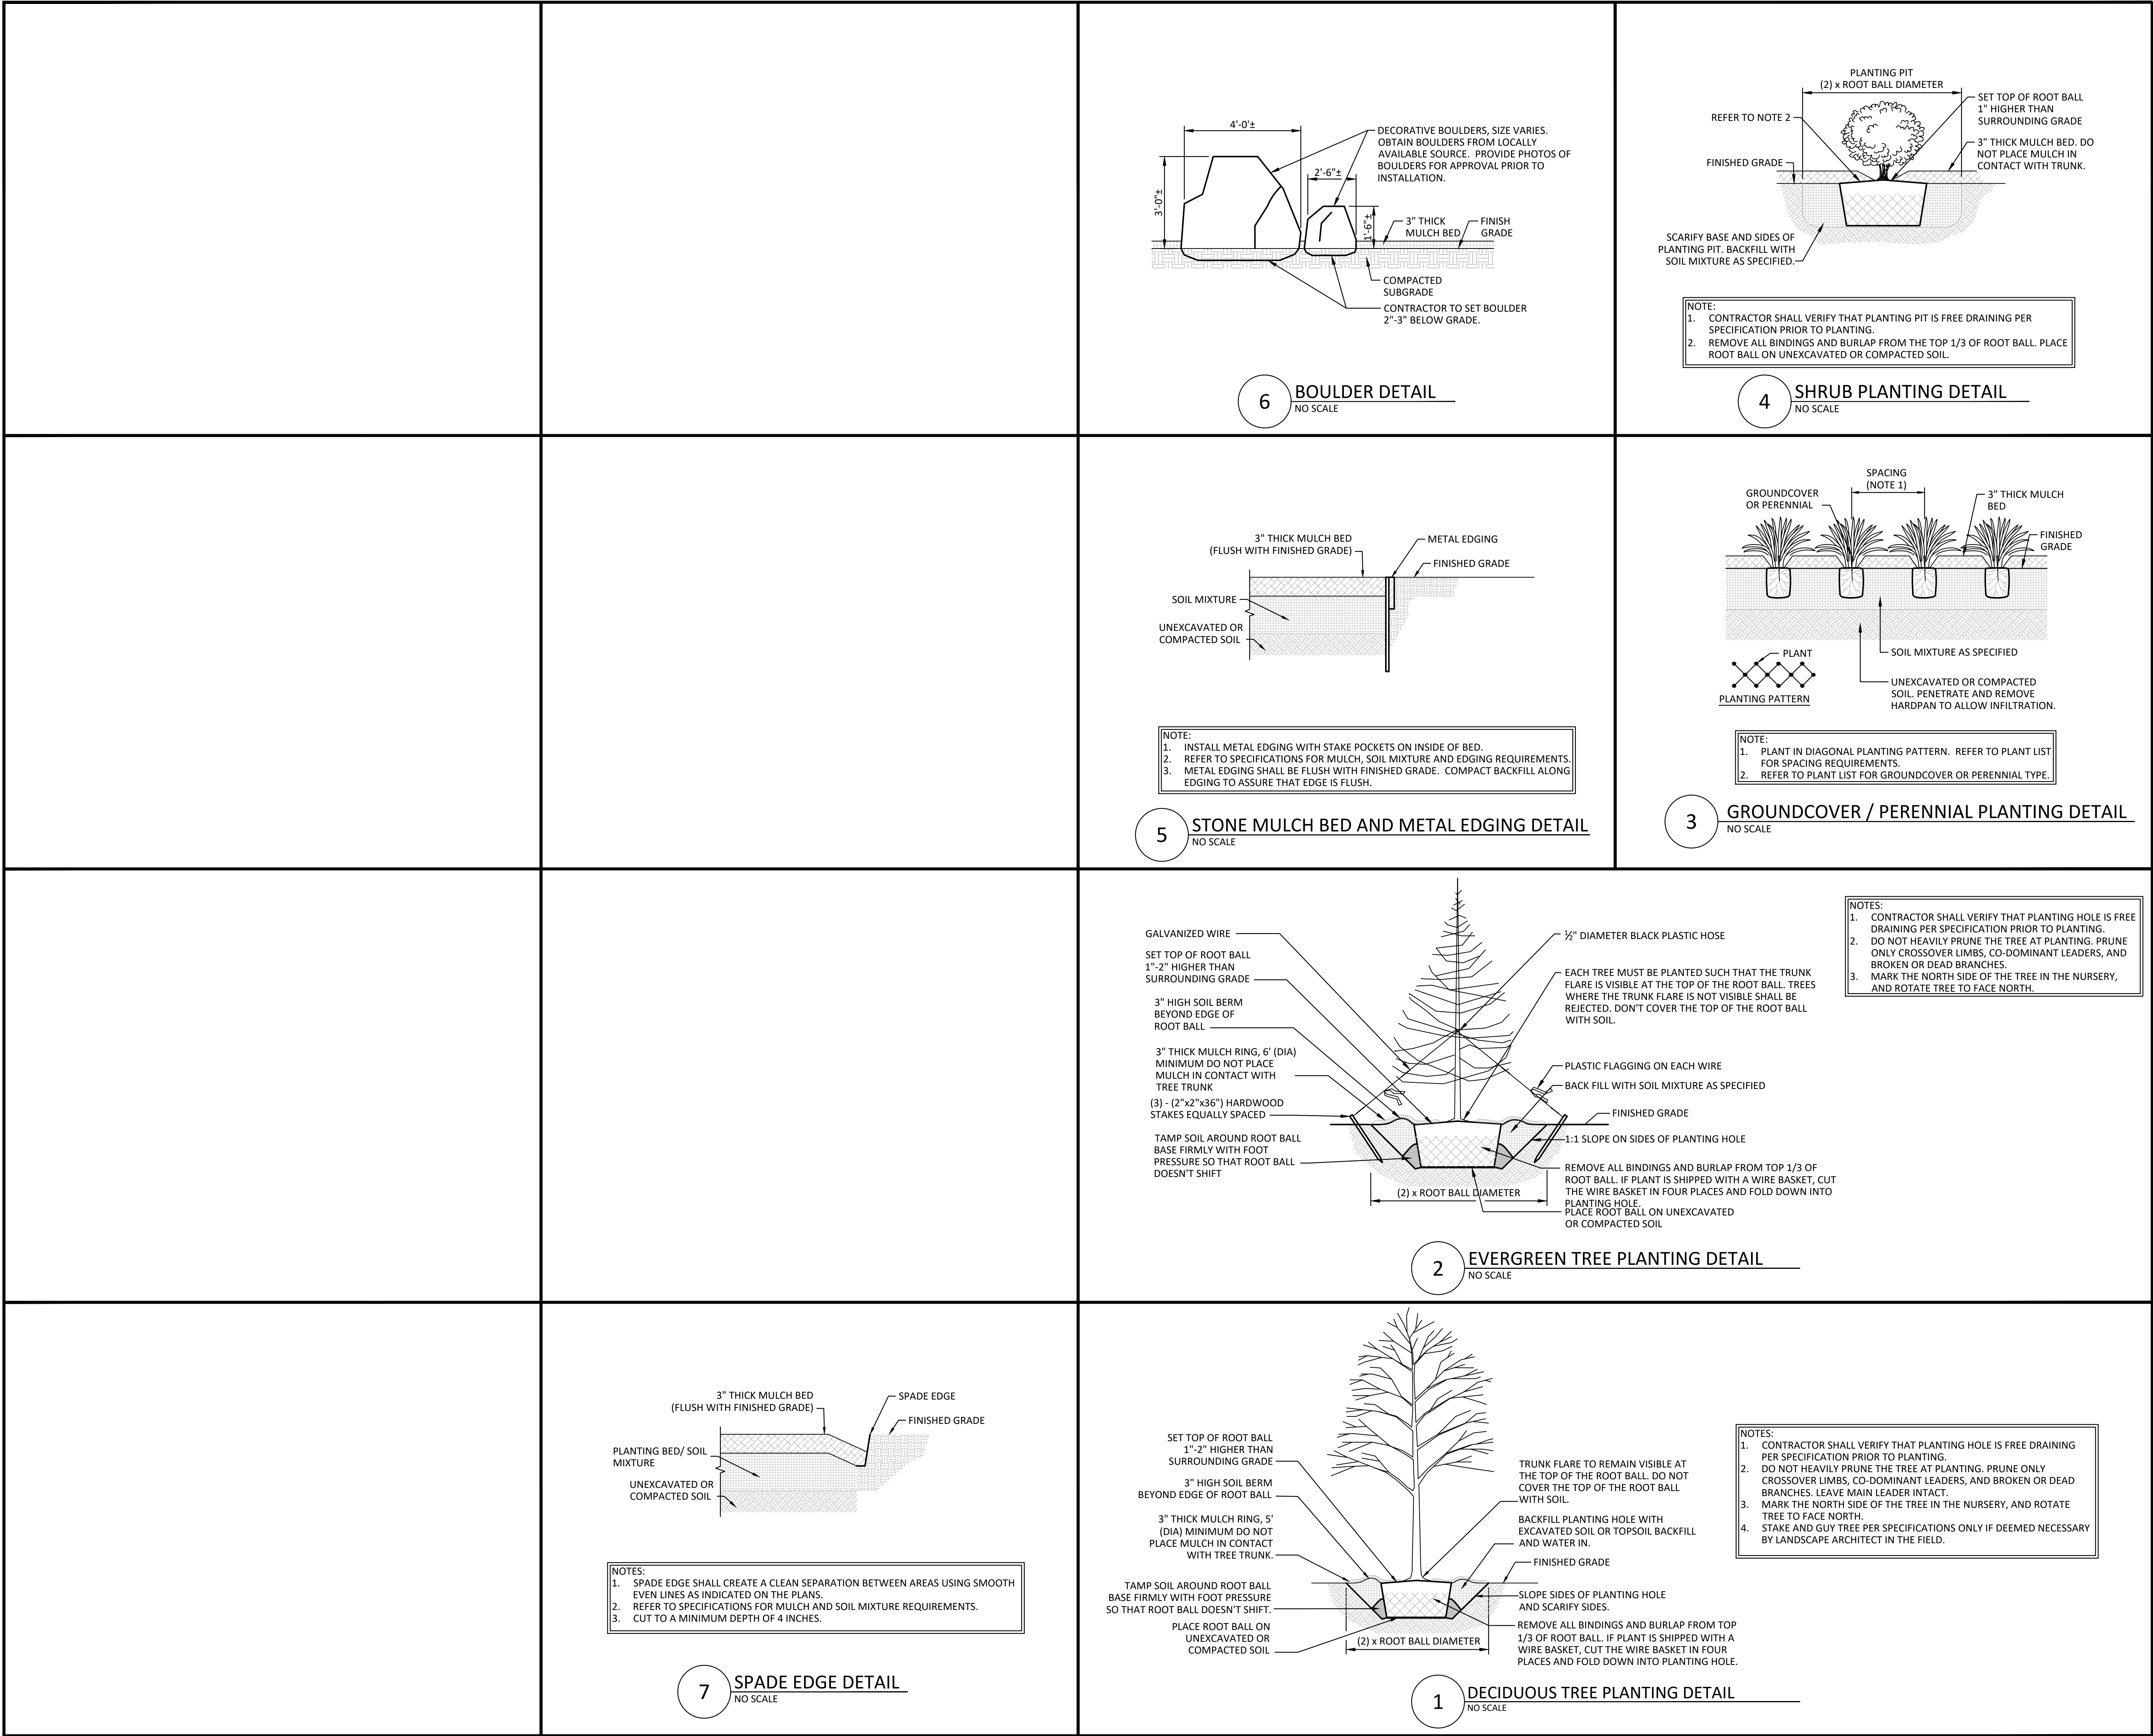 4'-0"±
3'-0"±
2'-6"±
1'-6"±
DECORATIVE BOULDERS, SIZE VARIES.
OBTAIN BOULDERS FROM LOCALLY
AVAILABLE SOURCE. PROVIDE PHOTOS OF
BOULDERS FOR APPROVAL PRIOR TO
INSTALLATION.
3" THICK
MULCH BED
FINISH
GRADE
COMPACTED
SUBGRADE
CONTRACTOR TO SET BOULDER
2"-3" BELOW GRADE.
6
BOULDER DETAIL
NO SCALE
PLANTING PIT
(2) x ROOT BALL DIAMETER
REFER TO NOTE 2
FINISHED GRADE
SET TOP OF ROOT BALL
1" HIGHER THAN
SURROUNDING GRADE
3" THICK MULCH BED. DO
NOT PLACE MULCH IN
CONTACT WITH TRUNK.
SCARIFY BASE AND SIDES OF
PLANTING PIT. BACKFILL WITH
SOIL MIXTURE AS SPECIFIED.
NOTE:
1. CONTRACTOR SHALL VERIFY THAT PLANTING PIT IS FREE DRAINING PER
SPECIFICATION PRIOR TO PLANTING.
2. REMOVE ALL BINDINGS AND BURLAP FROM THE TOP 1/3 OF ROOT BALL. PLACE
ROOT BALL ON UNEXCAVATED OR COMPACTED SOIL.
4
SHRUB PLANTING DETAIL
NO SCALE
3" THICK MULCH BED
(FLUSH WITH FINISHED GRADE)
METAL EDGING
FINISHED GRADE
SOIL MIXTURE
UNEXCAVATED OR
COMPACTED SOIL
NOTE:
1. INSTALL METAL EDGING WITH STAKE POCKETS ON INSIDE OF BED.
2. REFER TO SPECIFICATIONS FOR MULCH, SOIL MIXTURE AND EDGING REQUIREMENTS.
3. METAL EDGING SHALL BE FLUSH WITH FINISHED GRADE. COMPACT BACKFILL ALONG
EDGING TO ASSURE THAT EDGE IS FLUSH.
5
STONE MULCH BED AND METAL EDGING DETAIL
NO SCALE
SPACING
(NOTE 1)
GROUNDCOVER
OR PERENNIAL
3" THICK MULCH
BED
FINISHED
GRADE
PLANT
PLANTING PATTERN
SOIL MIXTURE AS SPECIFIED
UNEXCAVATED OR COMPACTED
SOIL. PENETRATE AND REMOVE
HARDPAN TO ALLOW INFILTRATION.
NOTE:
1. PLANT IN DIAGONAL PLANTING PATTERN. REFER TO PLANT LIST
FOR SPACING REQUIREMENTS.
2. REFER TO PLANT LIST FOR GROUNDCOVER OR PERENNIAL TYPE.
3
GROUNDCOVER / PERENNIAL PLANTING DETAIL
NO SCALE
GALVANIZED WIRE
SET TOP OF ROOT BALL
1"-2" HIGHER THAN
SURROUNDING GRADE
3" HIGH SOIL BERM
BEYOND EDGE OF
ROOT BALL
3" THICK MULCH RING, 6' (DIA)
MINIMUM DO NOT PLACE
MULCH IN CONTACT WITH
TREE TRUNK
(3) - (2"x2"x36") HARDWOOD
STAKES EQUALLY SPACED
TAMP SOIL AROUND ROOT BALL
BASE FIRMLY WITH FOOT
PRESSURE SO THAT ROOT BALL
DOESN'T SHIFT
½" DIAMETER BLACK PLASTIC HOSE
EACH TREE MUST BE PLANTED SUCH THAT THE TRUNK
FLARE IS VISIBLE AT THE TOP OF THE ROOT BALL. TREES
WHERE THE TRUNK FLARE IS NOT VISIBLE SHALL BE
REJECTED. DON'T COVER THE TOP OF THE ROOT BALL
WITH SOIL.
PLASTIC FLAGGING ON EACH WIRE
BACK FILL WITH SOIL MIXTURE AS SPECIFIED
FINISHED GRADE
1:1 SLOPE ON SIDES OF PLANTING HOLE
REMOVE ALL BINDINGS AND BURLAP FROM TOP 1/3 OF
ROOT BALL. IF PLANT IS SHIPPED WITH A WIRE BASKET, CUT
THE WIRE BASKET IN FOUR PLACES AND FOLD DOWN INTO
PLANTING HOLE.
PLACE ROOT BALL ON UNEXCAVATED
OR COMPACTED SOIL
(2) x ROOT BALL DIAMETER
NOTES:
1. CONTRACTOR SHALL VERIFY THAT PLANTING HOLE IS FREE
DRAINING PER SPECIFICATION PRIOR TO PLANTING.
2. DO NOT HEAVILY PRUNE THE TREE AT PLANTING. PRUNE
ONLY CROSSOVER LIMBS, CO-DOMINANT LEADERS, AND
BROKEN OR DEAD BRANCHES.
3. MARK THE NORTH SIDE OF THE TREE IN THE NURSERY,
AND ROTATE TREE TO FACE NORTH.
2
EVERGREEN TREE PLANTING DETAIL
NO SCALE
3" THICK MULCH BED
(FLUSH WITH FINISHED GRADE)
SPADE EDGE
FINISHED GRADE
PLANTING BED/ SOIL
MIXTURE
UNEXCAVATED OR
COMPACTED SOIL
NOTES:
1. SPADE EDGE SHALL CREATE A CLEAN SEPARATION BETWEEN AREAS USING SMOOTH
EVEN LINES AS INDICATED ON THE PLANS.
2. REFER TO SPECIFICATIONS FOR MULCH AND SOIL MIXTURE REQUIREMENTS.
3. CUT TO A MINIMUM DEPTH OF 4 INCHES.
7
SPADE EDGE DETAIL
NO SCALE
SET TOP OF ROOT BALL
1"-2" HIGHER THAN
SURROUNDING GRADE
3" HIGH SOIL BERM
BEYOND EDGE OF ROOT BALL
3" THICK MULCH RING, 5'
(DIA) MINIMUM DO NOT
PLACE MULCH IN CONTACT
WITH TREE TRUNK.
TAMP SOIL AROUND ROOT BALL
BASE FIRMLY WITH FOOT PRESSURE
SO THAT ROOT BALL DOESN'T SHIFT.
PLACE ROOT BALL ON
UNEXCAVATED OR
COMPACTED SOIL
(2) x ROOT BALL DIAMETER
TRUNK FLARE TO REMAIN VISIBLE AT
THE TOP OF THE ROOT BALL. DO NOT
COVER THE TOP OF THE ROOT BALL
WITH SOIL.
BACKFILL PLANTING HOLE WITH
EXCAVATED SOIL OR TOPSOIL BACKFILL
AND WATER IN.
FINISHED GRADE
SLOPE SIDES OF PLANTING HOLE
AND SCARIFY SIDES.
REMOVE ALL BINDINGS AND BURLAP FROM TOP
1/3 OF ROOT BALL. IF PLANT IS SHIPPED WITH A
WIRE BASKET, CUT THE WIRE BASKET IN FOUR
PLACES AND FOLD DOWN INTO PLANTING HOLE.
NOTES:
1. CONTRACTOR SHALL VERIFY THAT PLANTING HOLE IS FREE DRAINING
PER SPECIFICATION PRIOR TO PLANTING.
2. DO NOT HEAVILY PRUNE THE TREE AT PLANTING. PRUNE ONLY
CROSSOVER LIMBS, CO-DOMINANT LEADERS, AND BROKEN OR DEAD
BRANCHES. LEAVE MAIN LEADER INTACT.
3. MARK THE NORTH SIDE OF THE TREE IN THE NURSERY, AND ROTATE
TREE TO FACE NORTH.
4. STAKE AND GUY TREE PER SPECIFICATIONS ONLY IF DEEMED NECESSARY
BY LANDSCAPE ARCHITECT IN THE FIELD.
1
DECIDUOUS TREE PLANTING DETAIL
NO SCALE